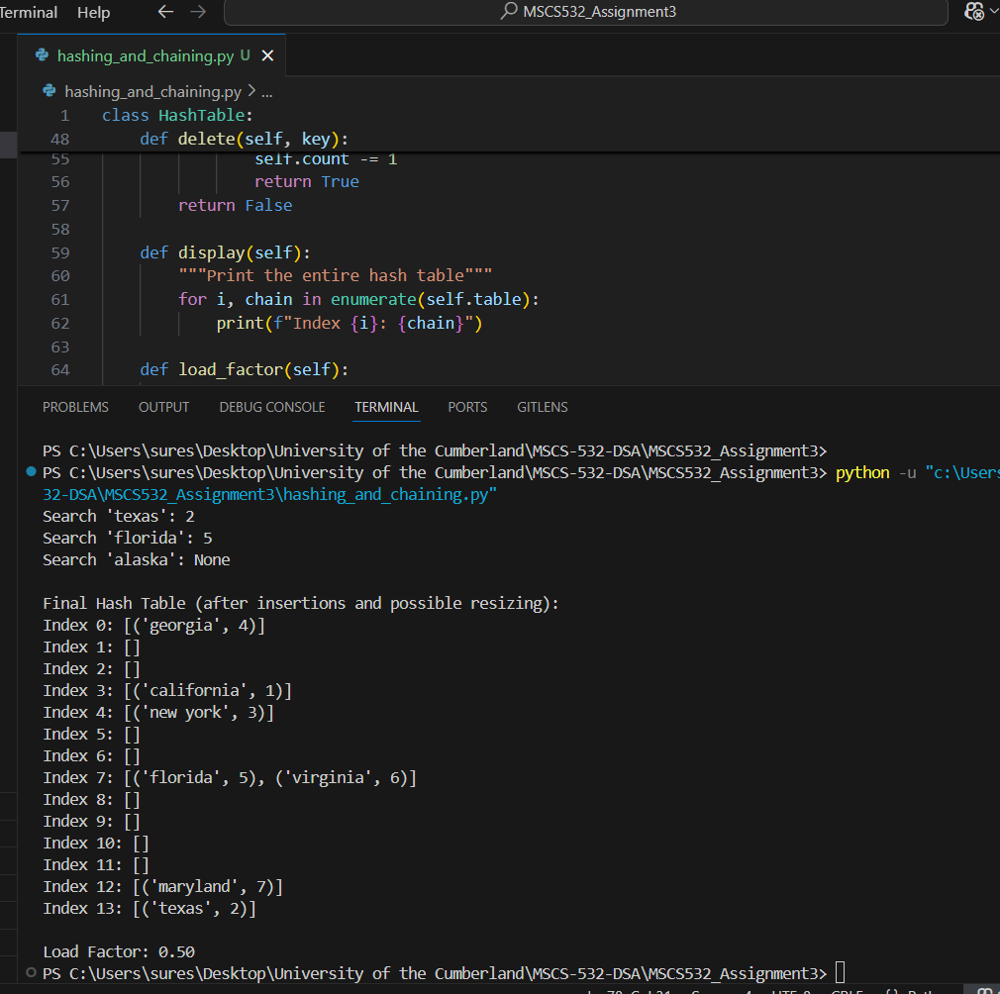 Terminal Help MSCS532_Assignment3
hashing_and_chaining.py U
hashing_and_chaining.py > ...
1 class HashTable:
48 def delete(self, key):
55 self.count -= 1
56 return True
57 return False
58
59 def display(self):
60 """Print the entire hash table"""
61 for i, chain in enumerate(self.table):
62 print(f"Index {i}: {chain}")
63
64 def load_factor(self):
PROBLEMS OUTPUT DEBUG CONSOLE TERMINAL PORTS GITLENS
PS C:\Users\sures\Desktop\University of the Cumberland\MSCS-532-DSA\MSCS532_Assignment3>
PS C:\Users\sures\Desktop\University of the Cumberland\MSCS-532-DSA\MSCS532_Assignment3> python -u "c:\Users
32-DSA\MSCS532_Assignment3\hashing_and_chaining.py"
Search 'texas': 2
Search 'florida': 5
Search 'alaska': None
Final Hash Table (after insertions and possible resizing):
Index 0: [('georgia', 4)]
Index 1: []
Index 2: []
Index 3: [('california', 1)]
Index 4: [('new york', 3)]
Index 5: []
Index 6: []
Index 7: [('florida', 5), ('virginia', 6)]
Index 8: []
Index 9: []
Index 10: []
Index 11: []
Index 12: [('maryland', 7)]
Index 13: [('texas', 2)]
Load Factor: 0.50
PS C:\Users\sures\Desktop\University of the Cumberland\MSCS-532-DSA\MSCS532_Assignment3>